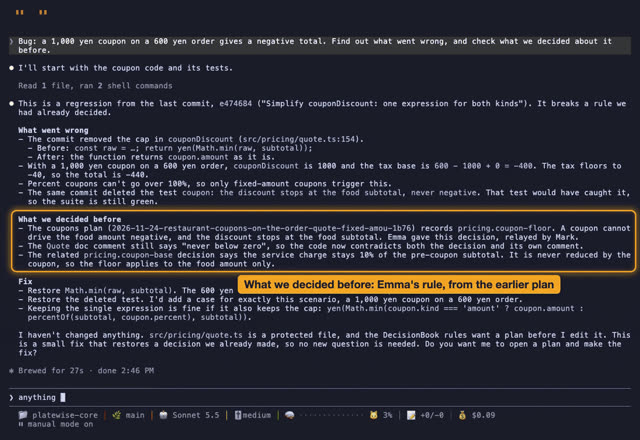 ❯ Bug: a 1,000 yen coupon on a 600 yen order gives a negative total. Find out what went wrong, and check what we decided about it
before.
● I'll start with the coupon code and its tests.
Read 1 file, ran 2 shell commands
● This is a regression from the last commit, e474684 ("Simplify couponDiscount: one expression for both kinds"). It breaks a rule we
had already decided.
What went wrong
- The commit removed the cap in couponDiscount (src/pricing/quote.ts:154).
- Before: const raw = …; return yen(Math.min(raw, subtotal));
- After: the function returns coupon.amount as it is.
- With a 1,000 yen coupon on a 600 yen order, couponDiscount is 1000 and the tax base is 600 - 1000 + 0 = -400. The tax floors to
-40, so the total is -440.
- Percent coupons can't go over 100%, so only fixed-amount coupons trigger this.
- The same commit deleted the test coupon: the discount stops at the food subtotal, never negative. That test would have caught it,
so the suite is still green.
What we decided before
- The coupons plan (2026-11-24-restaurant-coupons-on-the-order-quote-fixed-amou-1b76) records pricing.coupon-floor. A coupon cannot
drive the food amount negative, and the discount stops at the food subtotal. Emma gave this decision, relayed by Mark.
- The Quote doc comment still says "never below zero", so the code now contradicts both the decision and its own comment.
- The related pricing.coupon-base decision says the service charge stays 10% of the pre-coupon subtotal. It is never reduced by the
coupon, so the floor applies to the food amount only.
What we decided before: Emma's rule, from the earlier plan
Fix
- Restore Math.min(raw, subtotal). The 600 yen
- Restore the deleted test. I'd add a case for exactly this scenario, a 1,000 yen coupon on a 600 yen order.
- Keeping the single expression is fine if it also keeps the cap: yen(Math.min(coupon.kind === 'amount' ? coupon.amount :
percentOf(subtotal, coupon.percent), subtotal)).
I haven't changed anything. src/pricing/quote.ts is a protected file, and the DecisionBook rules want a plan before I edit it. This
is a small fix that restores a decision we already made, so no new question is needed. Do you want me to open a plan and make the
fix?
✻ Brewed for 27s · done 2:46 PM
❯ anything
platewise-core | main | Sonnet 5.5 | medium | 3% | +0/-0 | $0.09
⏸ manual mode on